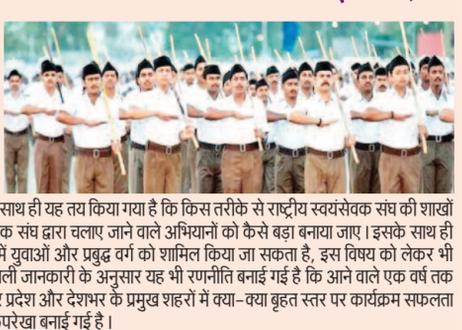 साथ ही यह तय किया गया है कि किस तरीके से राष्ट्रीय स्वयंसेवक संघ की शाखों
क संघ द्वारा चलाए जाने वाले अभियानों को कैसे बड़ा बनाया जाए । इसके साथ ही
में युवाओं और प्रबुद्ध वर्ग को शामिल किया जा सकता है, इस विषय को लेकर भी
ली जानकारी के अनुसार यह भी रणनीति बनाई गई है कि आने वाले एक वर्ष तक
प्रदेश और देशभर के प्रमुख शहरों में क्या-क्या बृहत स्तर पर कार्यक्रम सफलता
परेखा बनाई गई है ।